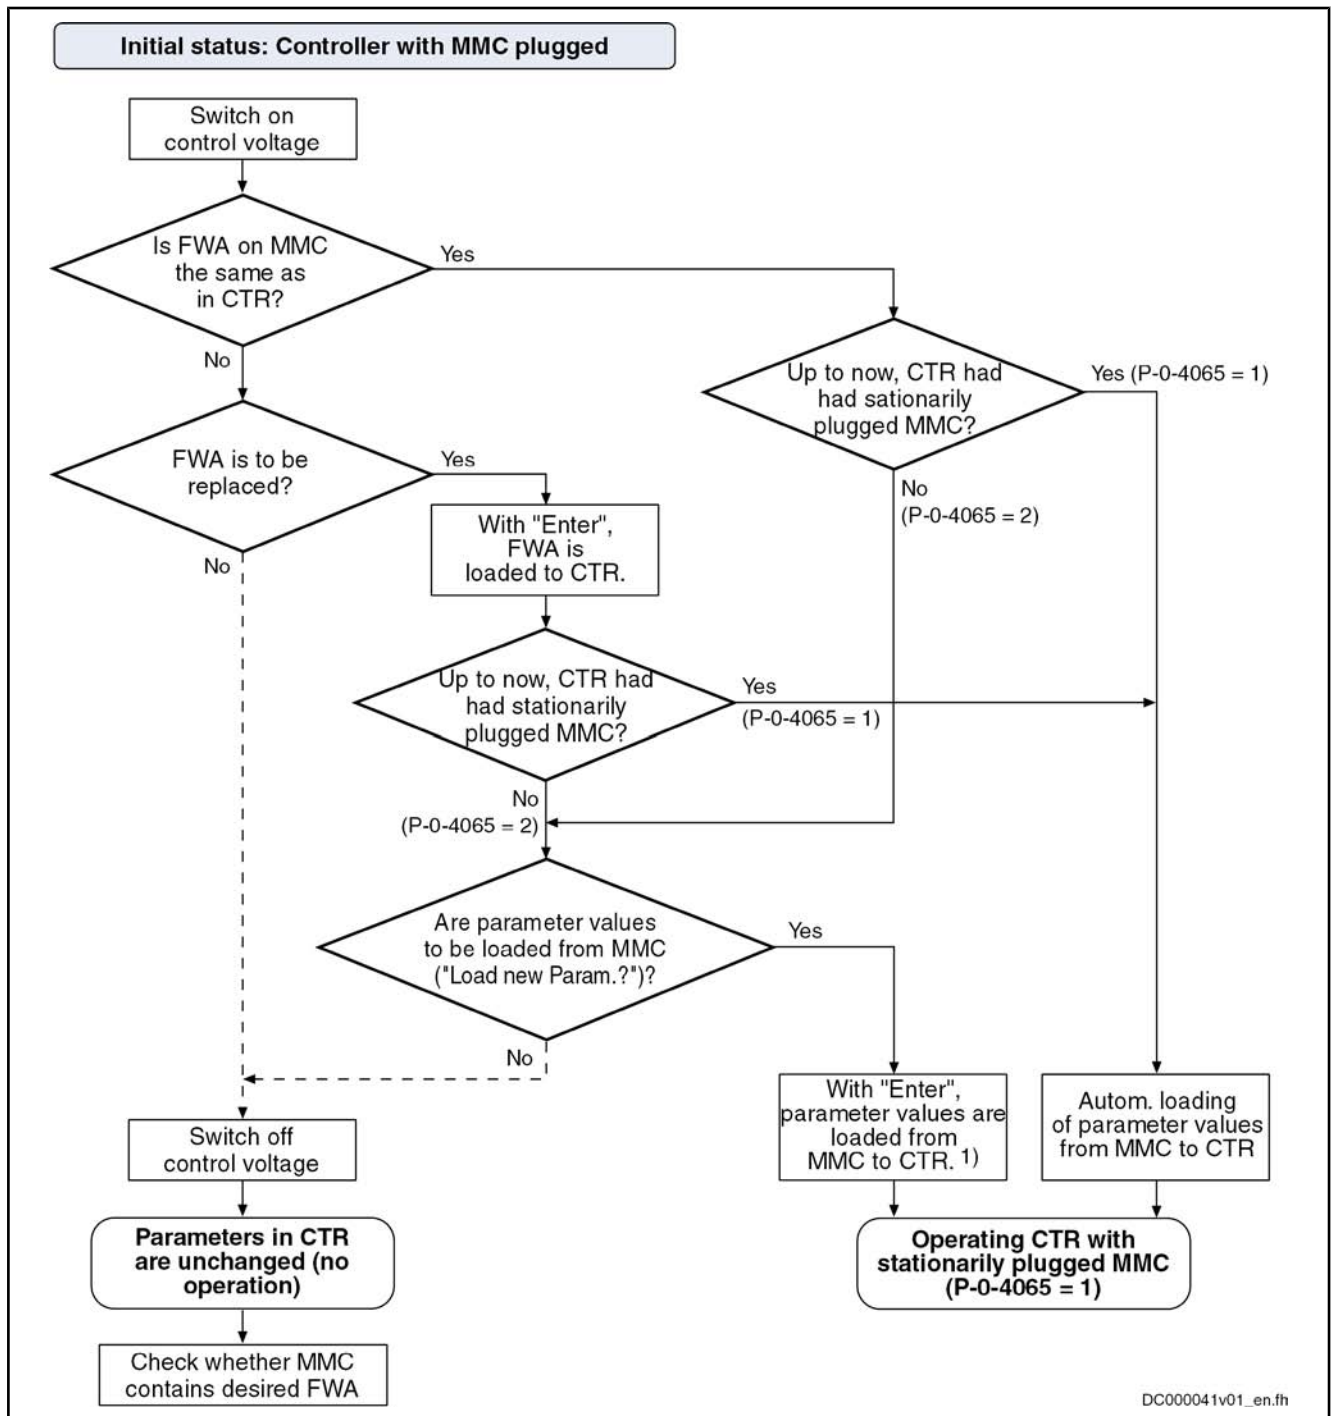 Initial status: Controller with MMC plugged
Switch on
control voltage
Is FWA on MMC
the same as
in CTR?
Yes
No
Up to now, CTR had
had sationarily
plugged MMC?
Yes (P-0-4065 = 1)
No
(P-0-4065 = 2)
FWA is to be
replaced?
Yes
No
With "Enter",
FWA is
loaded to CTR.
Up to now, CTR had
had stationarily
plugged MMC?
Yes
(P-0-4065 = 1)
No
(P-0-4065 = 2)
Are parameter values
to be loaded from MMC
("Load new Param.?")?
Yes
No
With "Enter",
parameter values are
loaded from
MMC to CTR. 1)
Autom. loading
of parameter values
from MMC to CTR
Switch off
control voltage
Parameters in CTR
are unchanged (no
operation)
Operating CTR with
stationarily plugged MMC
(P-0-4065 = 1)
Check whether MMC
contains desired FWA
DC000041v01_en.fh